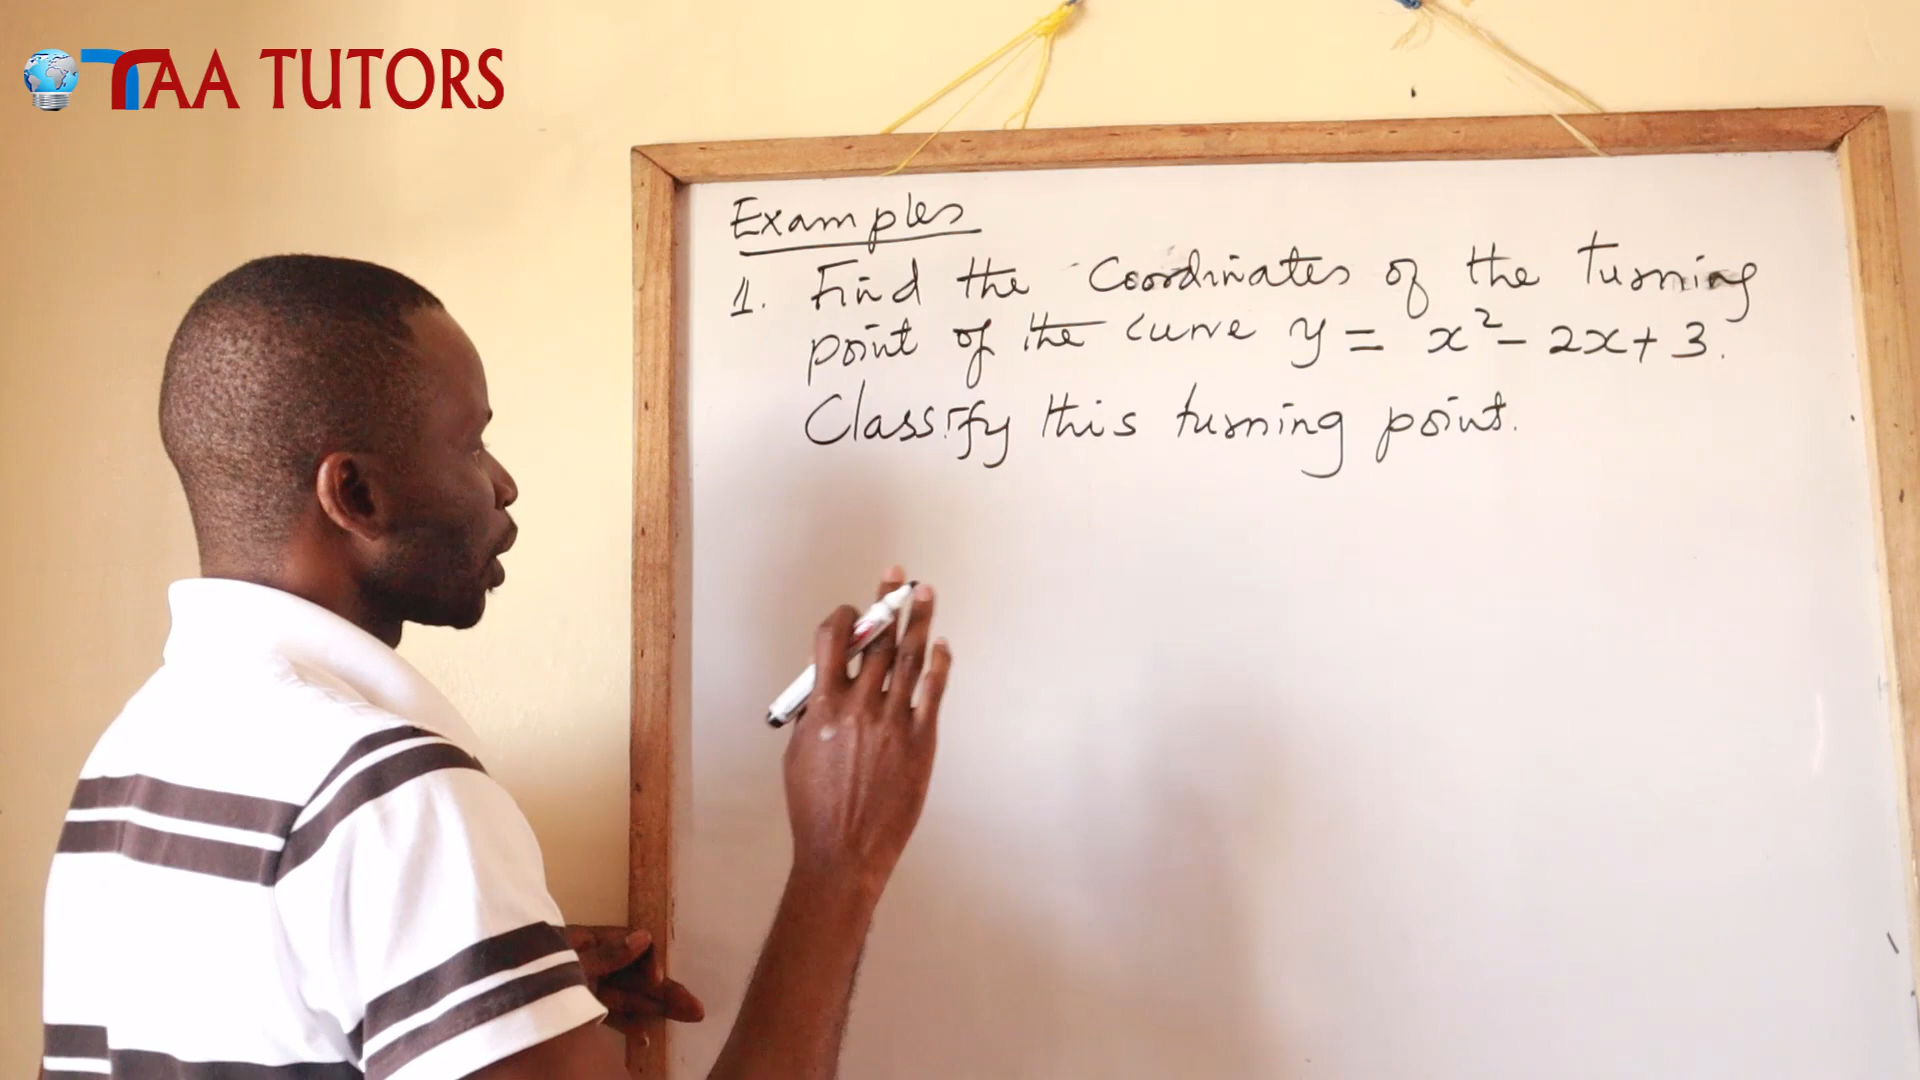 TAA TUTORS
Examples
1. Find the coordinates of the turning
point of the curve y = x² - 2x + 3.
Classify this turning point.